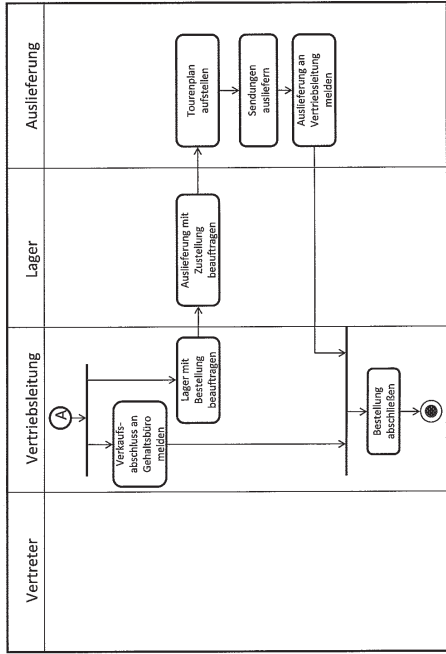 Vertreter
Vertriebsleitung
Lager
Auslieferung
A
Verkaufs-
abschluss an
Gehaltsbüro
melden
Lager mit
Bestellung
beauftragen
Auslieferung mit
Zustellung
beauftragen
Tourenplan
aufstellen
Sendungen
ausliefern
Auslieferung an
Vertriebsleitung
melden
Bestellung
abschließen